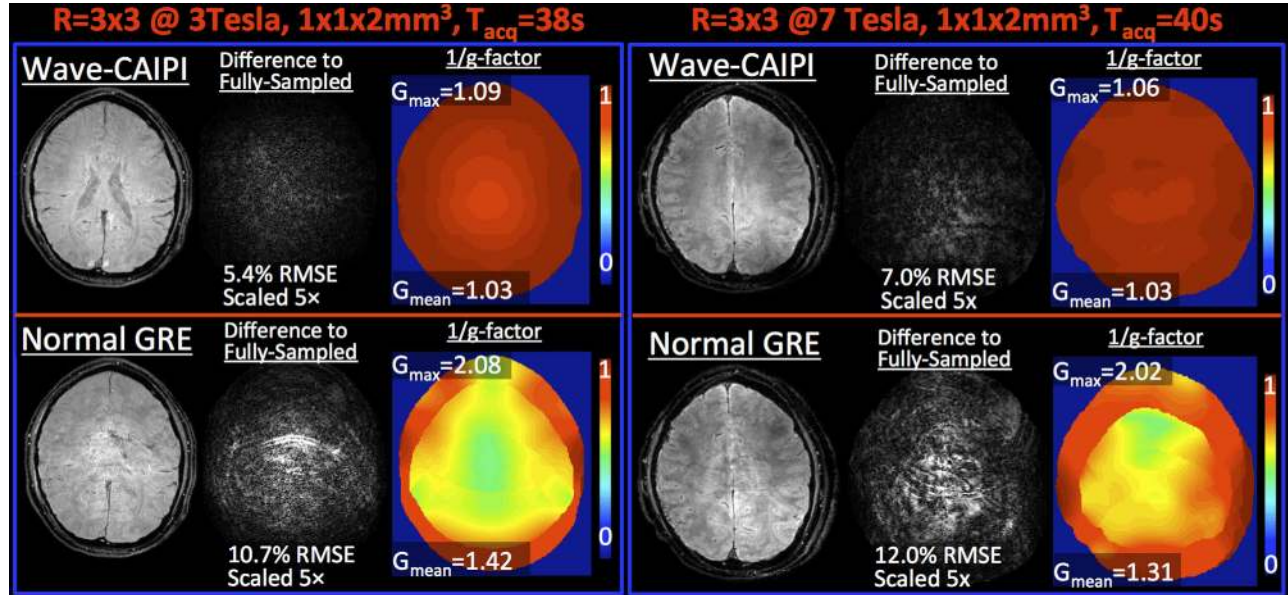 R=3x3 @ 3Tesla, 1x1x2mm³, Tacq=38s
Wave-CAIPI
Difference to
Fully-Sampled
1/g-factor
Gmax=1.09
1
0
5.4% RMSE
Scaled 5×
Gmean=1.03
Normal GRE
Difference to
Fully-Sampled
1/g-factor
Gmax=2.08
1
0
10.7% RMSE
Scaled 5×
Gmean=1.42
R=3x3 @7 Tesla, 1x1x2mm³, Tacq=40s
Wave-CAIPI
Difference to
Fully-Sampled
1/g-factor
Gmax=1.06
1
0
7.0% RMSE
Scaled 5x
Gmean=1.03
Normal GRE
Difference to
Fully-Sampled
1/g-factor
Gmax=2.02
1
0
12.0% RMSE
Scaled 5x
Gmean=1.31